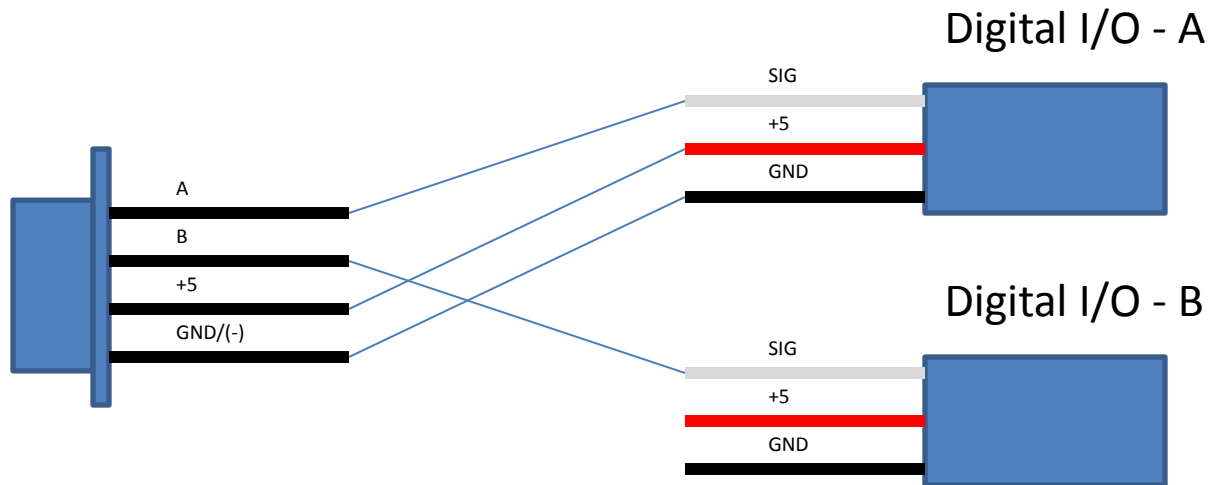 Digital I/O - A
SIG
+5
GND
A
B
+5
GND/(-)
Digital I/O - B
SIG
+5
GND